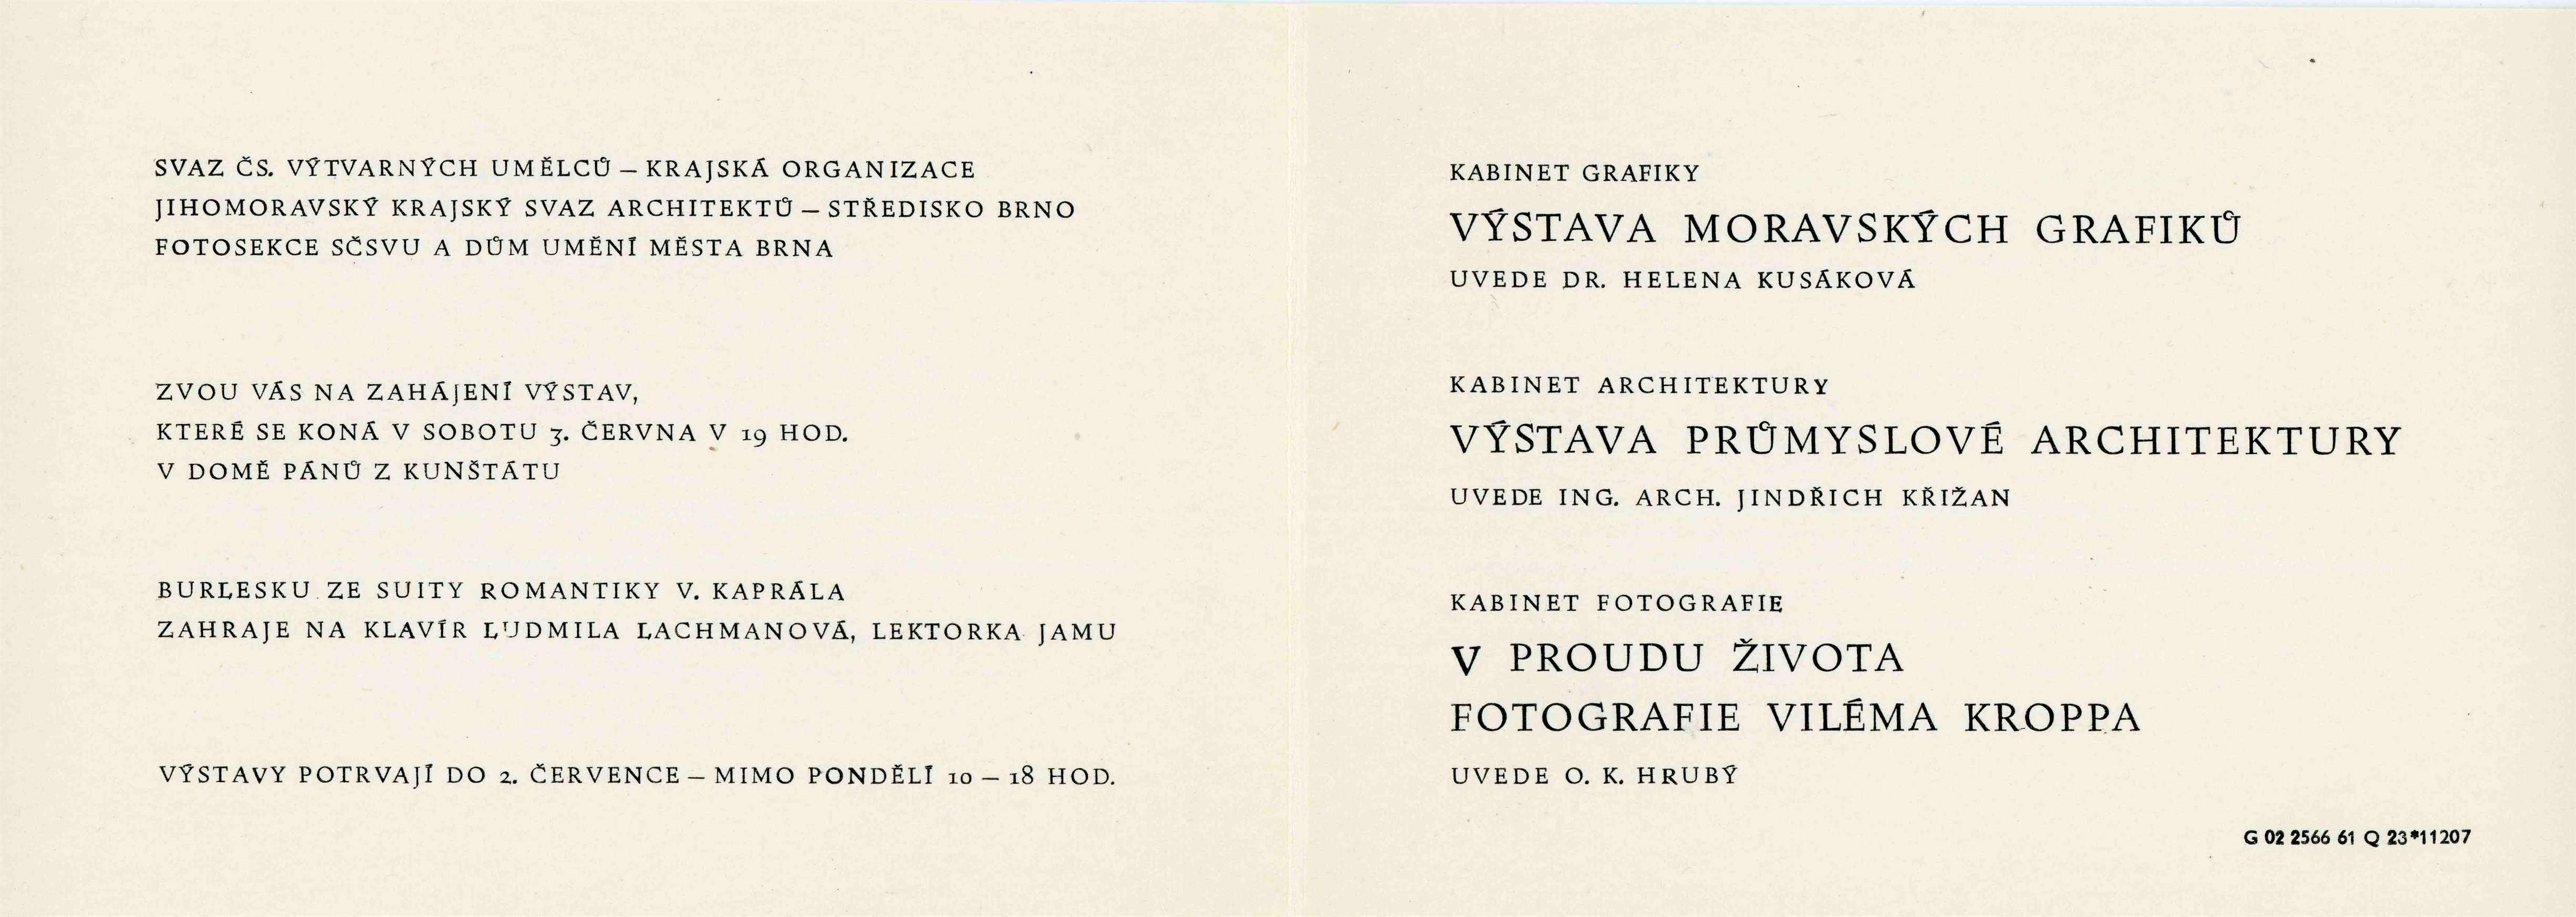 SVAZ ČS. VÝTVARNÝCH UMĚLCŮ – KRAJSKÁ ORGANIZACE
JIHOMORAVSKÝ KRAJSKÝ SVAZ ARCHITEKTŮ – STŘEDISKO BRNO
FOTOSEKCE SČSVU A DŮM UMĚNÍ MĚSTA BRNA
ZVOU VÁS NA ZAHÁJENÍ VÝSTAV,
KTERÉ SE KONÁ V SOBOTU 3. ČERVNA V 19 HOD.
V DOMĚ PÁNŮ Z KUNŠTÁTU
BURLESKU ZE SUITY ROMANTIKY V. KAPRÁLA
ZAHRAJE NA KLAVÍR LUDMILA LACHMANOVÁ, LEKTORKA JAMU
VÝSTAVY POTRVAJÍ DO 2. ČERVENCE – MIMO PONDĚLÍ 10 – 18 HOD.
KABINET GRAFIKY
VÝSTAVA MORAVSKÝCH GRAFIKŮ
UVEDE DR. HELENA KUSÁKOVÁ
KABINET ARCHITEKTURY
VÝSTAVA PRŮMYSLOVÉ ARCHITEKTURY
UVEDE ING. ARCH. JINDŘICH KŘIŽAN
KABINET FOTOGRAFIE
V PROUDU ŽIVOTA
FOTOGRAFIE VILÉMA KROPPA
UVEDE O. K. HRUBÝ
G 02 2566 61 Q 23*11207